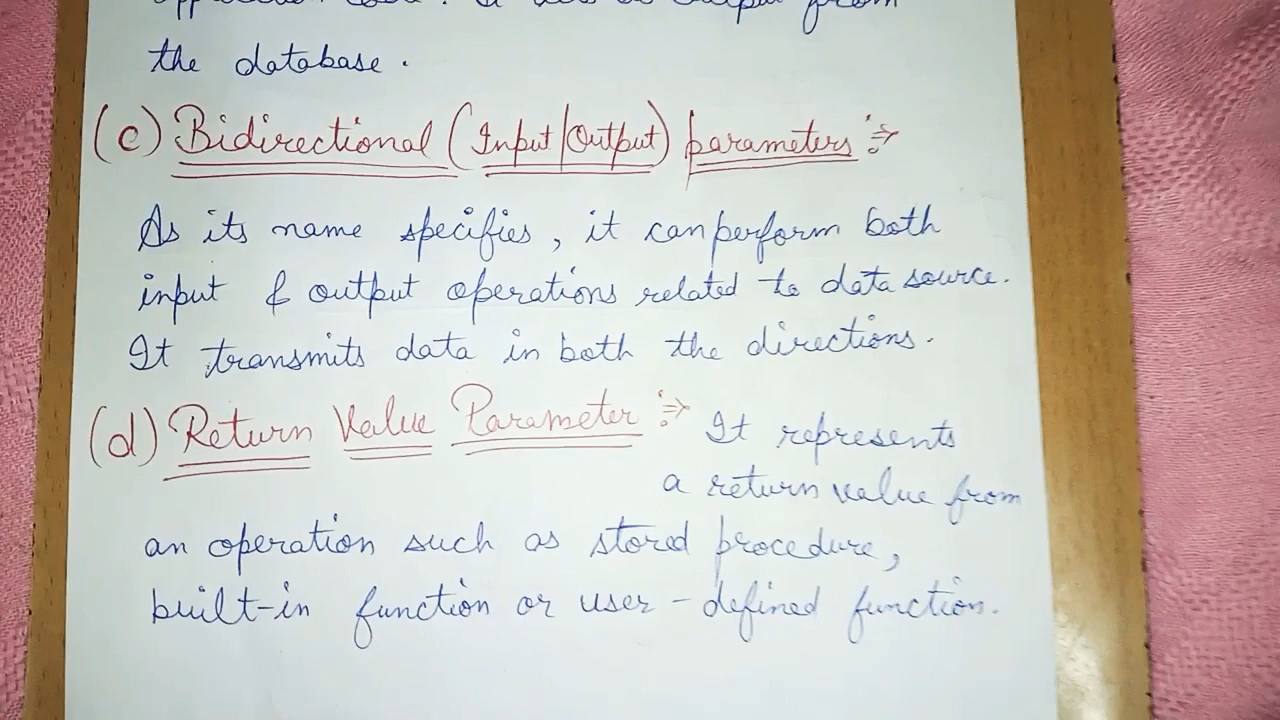 output from
the database.
(c) Bidirectional (Input/Output) parameters :→
As its name specifies, it can perform both
input & output operations related to data source.
It transmits data in both the directions.
(d) Return Value Parameter :→ It represents
a return value from
an operation such as stored procedure,
built-in function or user-defined function.